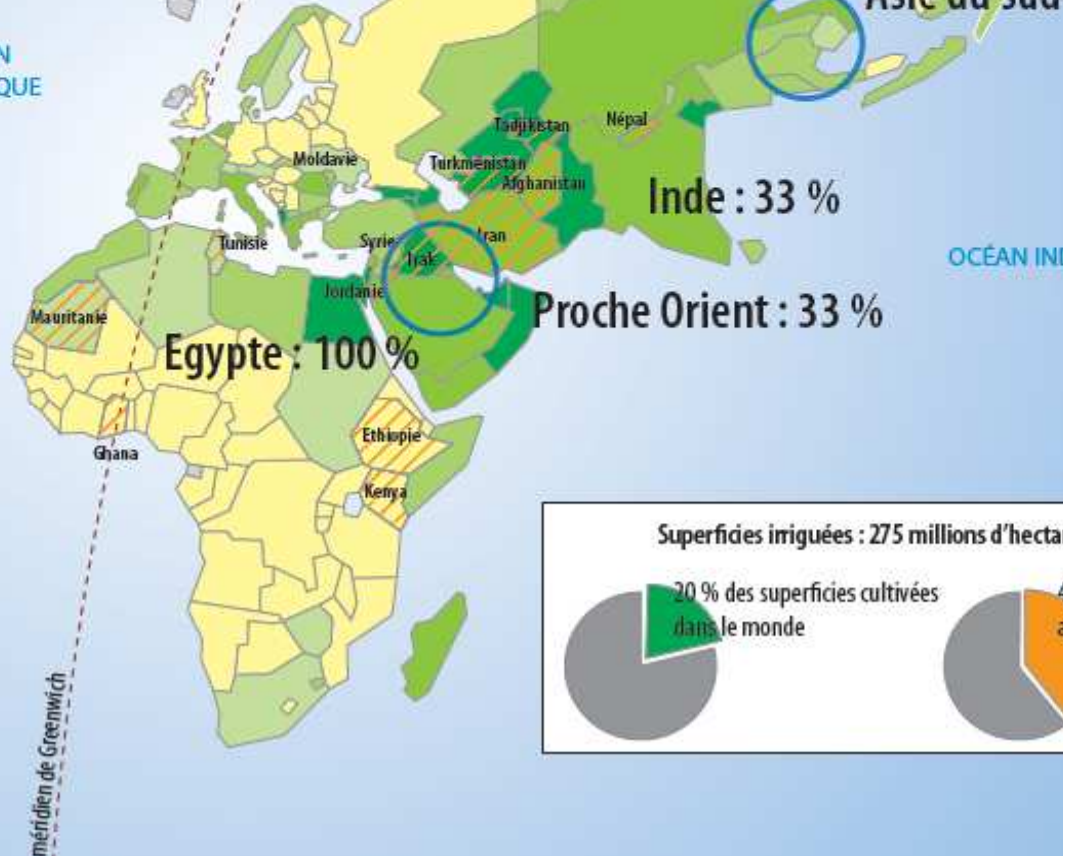 Asie du sud
N
QUE
Tadjikistan
Népal
Moldavie
Turkménistan
Afghanistan
Inde : 33 %
Tunisie
Syrie
Iran
Irak
OCÉAN IN
Jordanie
Mauritanie
Proche Orient : 33 %
Egypte : 100 %
Ethiopie
Ghana
Kenya
Superficies irriguées : 275 millions d'hecta
20 % des superficies cultivées
dans le monde
méridien de Greenwich